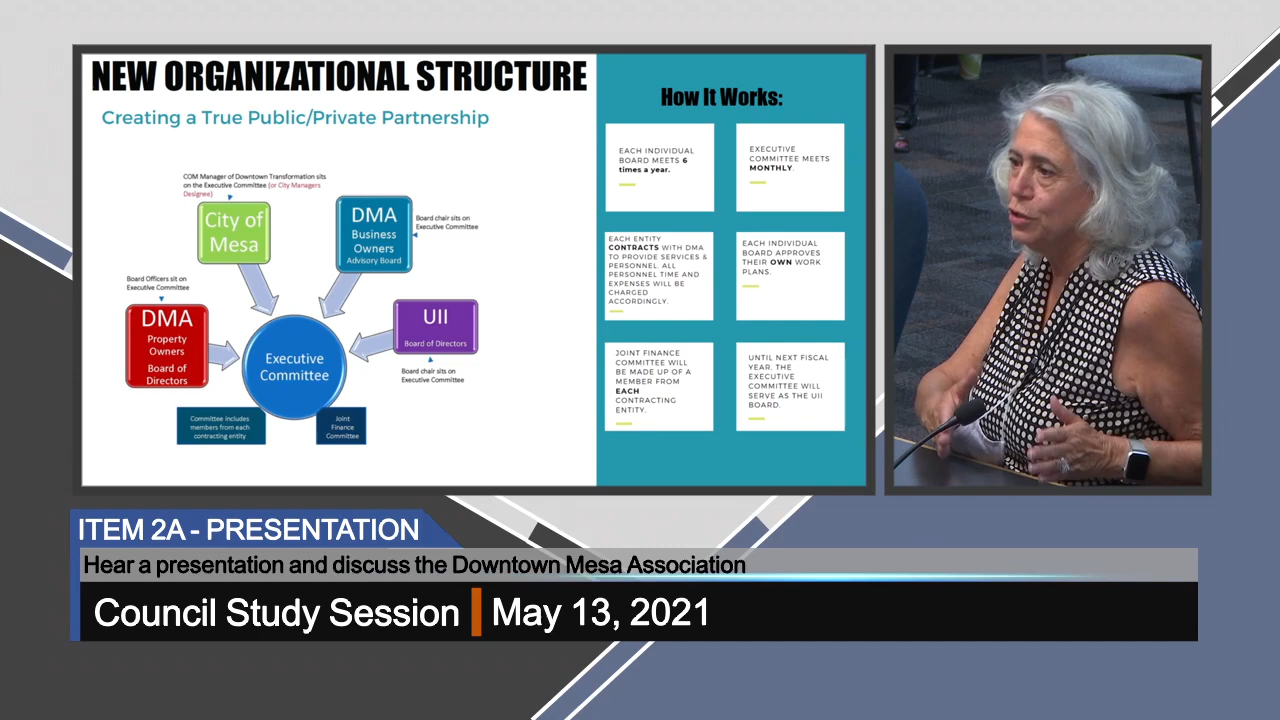 NEW ORGANIZATIONAL STRUCTURE
Creating a True Public/Private Partnership
COM Manager of Downtown Transformation sits
on the Executive Committee (or City Managers
Designee)
City of
Mesa
DMA
Business
Owners
Advisory Board
Board chair sits on
Executive Committee
Board Officers sit on
Executive Committee
DMA
Property
Owners
Board of
Directors
UII
Board of Directors
Board chair sits on
Executive Committee
Executive
Committee
Committee includes
members from each
contracting entity
Joint
Finance
Committee
How It Works:
EACH INDIVIDUAL
BOARD MEETS 6
times a year.
EXECUTIVE
COMMITTEE MEETS
MONTHLY.
EACH ENTITY
CONTRACTS WITH DMA
TO PROVIDE SERVICES &
PERSONNEL. ALL
PERSONNEL TIME AND
EXPENSES WILL BE
CHARGED
ACCORDINGLY.
EACH INDIVIDUAL
BOARD APPROVES
THEIR OWN WORK
PLANS.
JOINT FINANCE
COMMITTEE WILL
BE MADE UP OF A
MEMBER FROM
EACH
CONTRACTING
ENTITY.
UNTIL NEXT FISCAL
YEAR, THE
EXECUTIVE
COMMITTEE WILL
SERVE AS THE UII
BOARD.
ITEM 2A - PRESENTATION
Hear a presentation and discuss the Downtown Mesa Association
Council Study Session
May 13, 2021